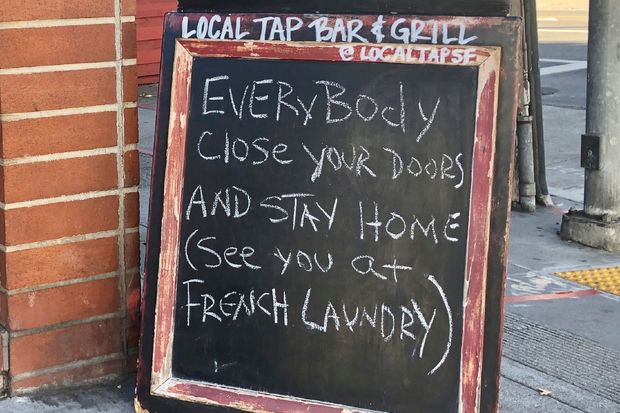 LOCAL TAP BAR & GRILL
@LOCALTAPSF
EVERYBODY
Close YOUR DOORS
AND STAY HOME
(See you at
FRENCH LAUNDRY)